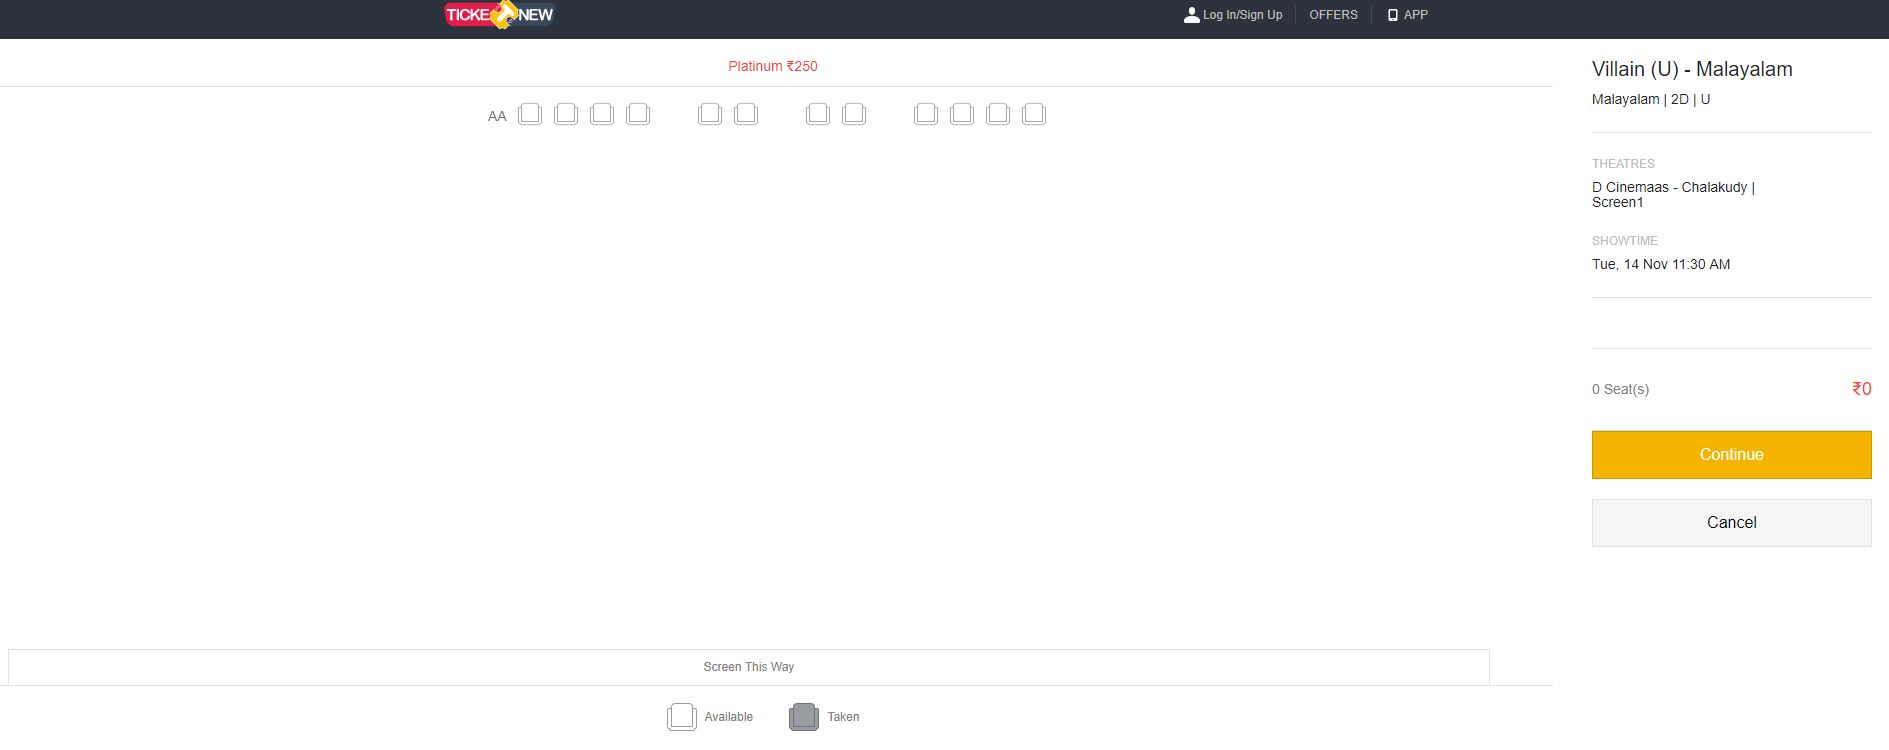 TICKETNEW
Log In/Sign Up
OFFERS
APP
Platinum ₹250
AA
Screen This Way
Available
Taken
Villain (U) - Malayalam
Malayalam | 2D | U
THEATRES
D Cinemaas - Chalakudy |
Screen1
SHOWTIME
Tue, 14 Nov 11:30 AM
0 Seat(s)
₹0
Continue
Cancel